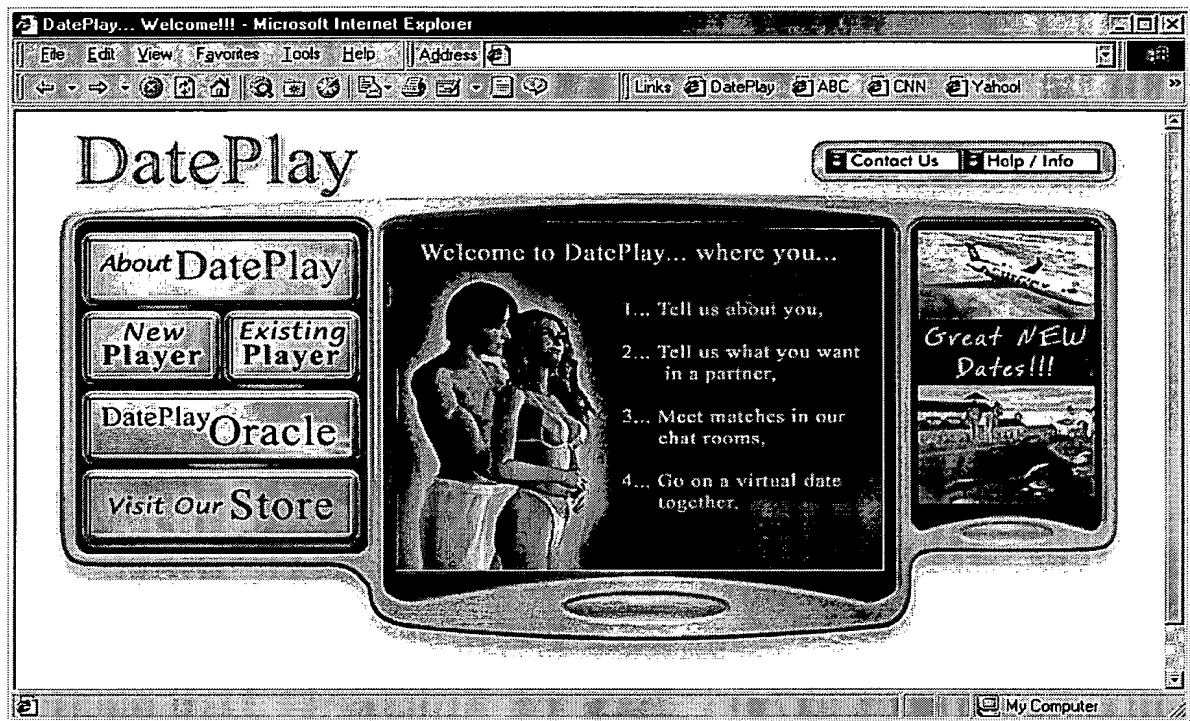 DatePlay... Welcome!!! - Microsoft Internet Explorer
File Edit View Favorites Tools Help Address
Links DatePlay ABC CNN Yahoo!
DatePlay
Contact Us Help / Info
About DatePlay
New Player
Existing Player
DatePlay Oracle
Visit Our Store
Welcome to DatePlay... where you...
1... Tell us about you,
2... Tell us what you want
in a partner,
3... Meet matches in our
chat rooms,
4... Go on a virtual date
together.
Great NEW
Dates!!!
My Computer